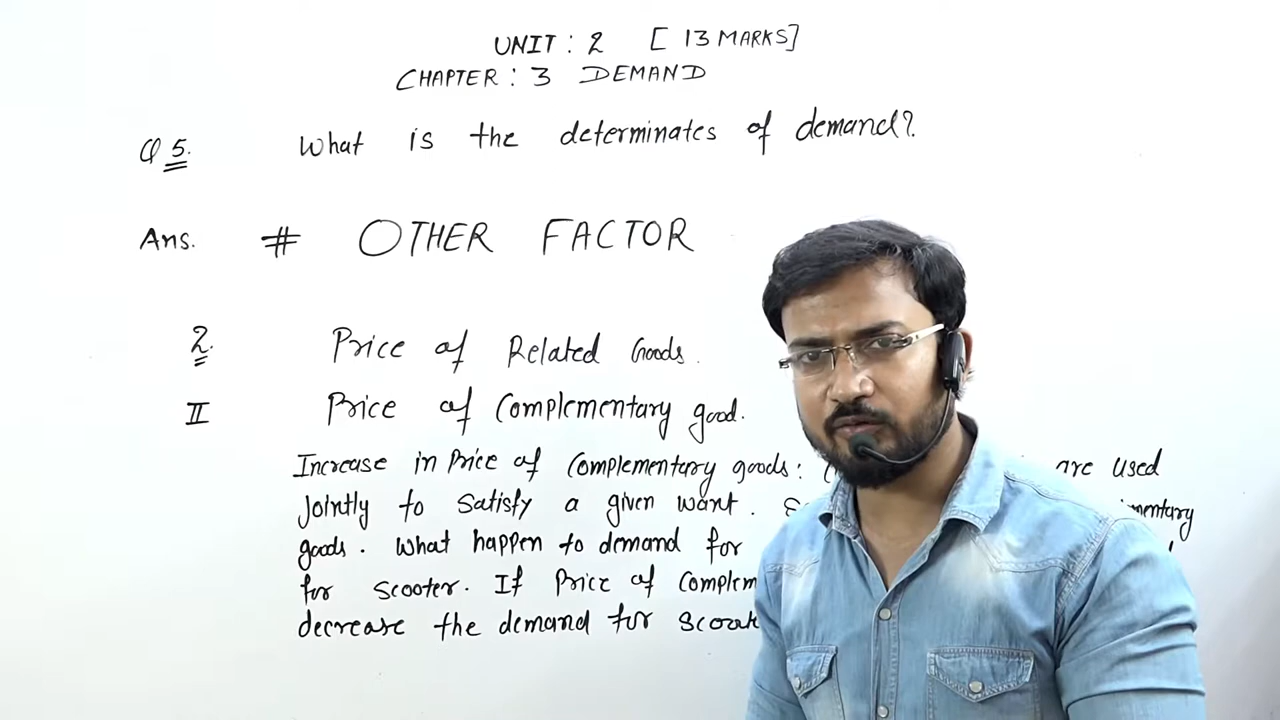 UNIT : 2 [ 13 MARKS]
CHAPTER : 3 DEMAND
Q 5. What is the determinates of demand?
Ans. # OTHER FACTOR
2. Price of Related Goods.
II Price of Complementary good.
Increase in Price of Complementary goods: are used
Jointly to Satisfy a given want.
goods. What happen to demand for
for scooter. If Price of
decrease the demand for